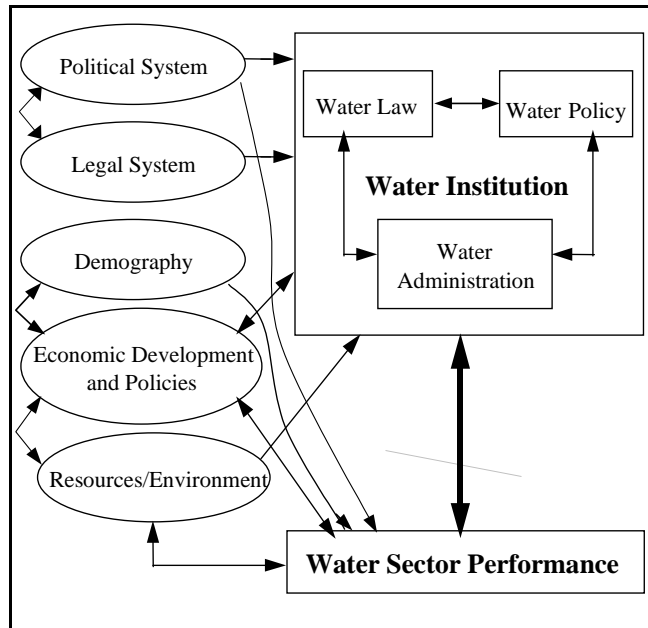 Political System
Legal System
Demography
Economic Development
and Policies
Resources/Environment
Water Law
Water Policy
Water Institution
Water
Administration
Water Sector Performance